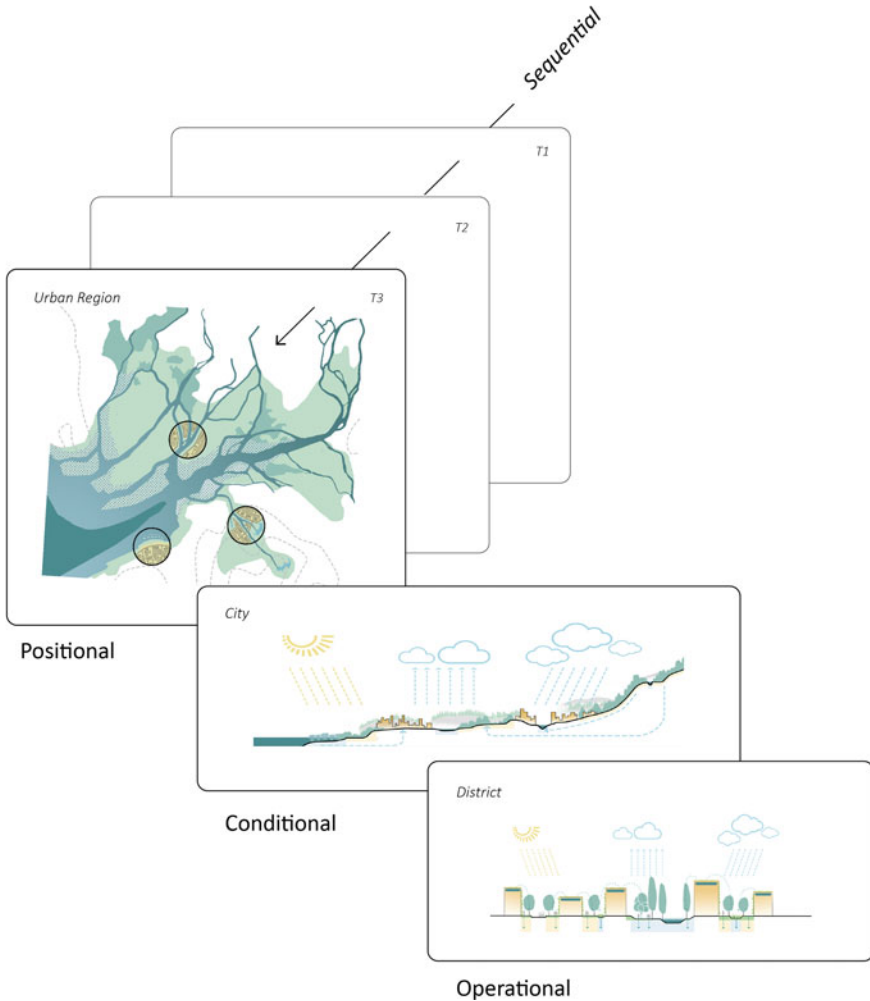 Sequential
T1
T2
Urban Region
T3
Positional
City
Conditional
District
Operational